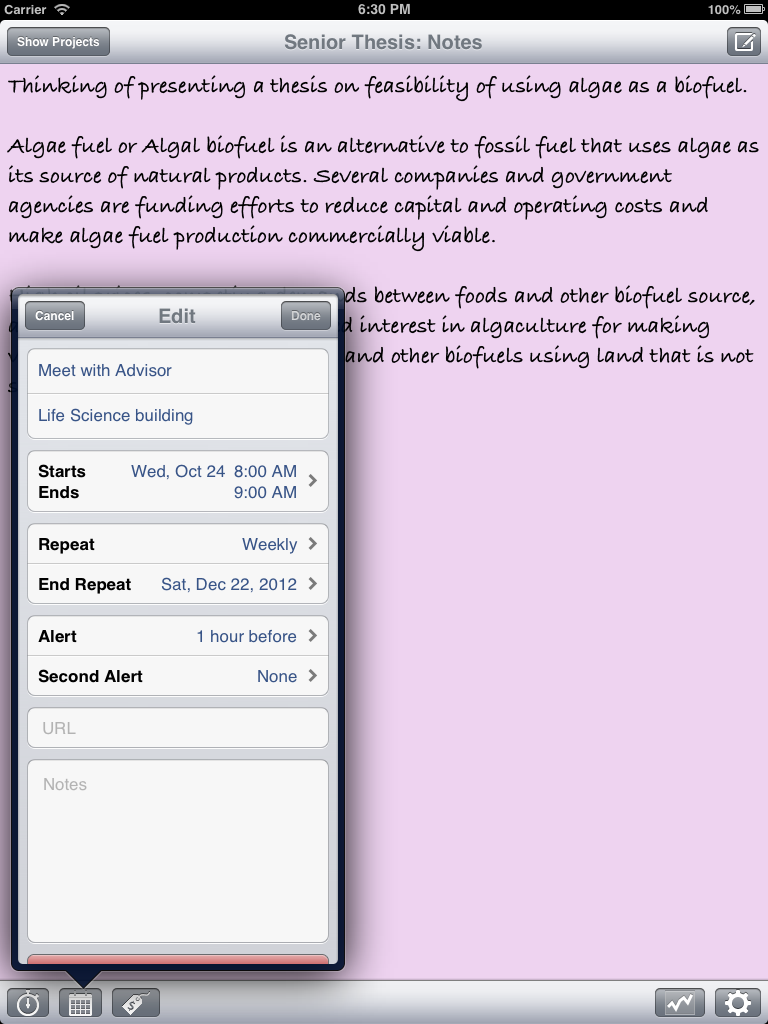 Carrier 6:30 PM 100%
Show Projects Senior Thesis: Notes
Thinking of presenting a thesis on feasibility of using algae as a biofuel.
Algae fuel or Algal biofuel is an alternative to fossil fuel that uses algae as
its source of natural products. Several companies and government
agencies are funding efforts to reduce capital and operating costs and
make algae fuel production commercially viable.
between foods and other biofuel source,
interest in algaculture for making
and other biofuels using land that is not
Cancel Edit Done
Meet with Advisor
Life Science building
Starts Wed, Oct 24 8:00 AM
Ends 9:00 AM
Repeat Weekly
End Repeat Sat, Dec 22, 2012
Alert 1 hour before
Second Alert None
URL
Notes